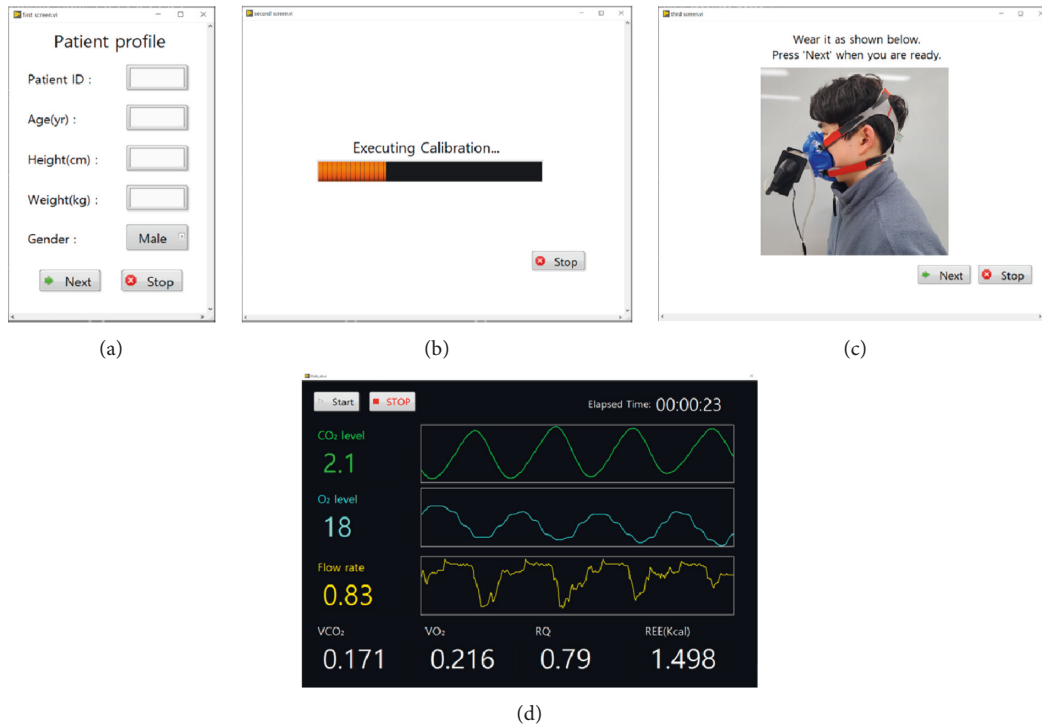 first screen.vi
Patient profile
Patient ID :
Age(yr) :
Height(cm) :
Weight(kg) :
Gender :
Male
Next
Stop
(a)
second screen.vi
Executing Calibration...
Stop
(b)
third screen.vi
Wear it as shown below.
Press 'Next' when you are ready.
Next
Stop
(c)
Start
STOP
Elapsed Time: 00:00:23
CO₂ level
2.1
O₂ level
18
Flow rate
0.83
VCO₂ VO₂ RQ REE(Kcal)
0.171 0.216 0.79 1.498
(d)